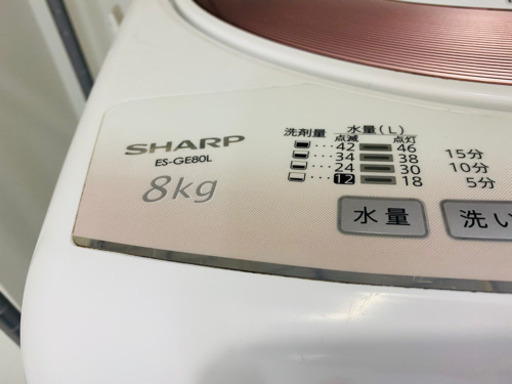 SHARP
ES-GE80L
8kg
洗剤量 水量(L)
点滅 点灯
42 46
34 38
24 30
12 18
15分
10分
5分
水量
洗い